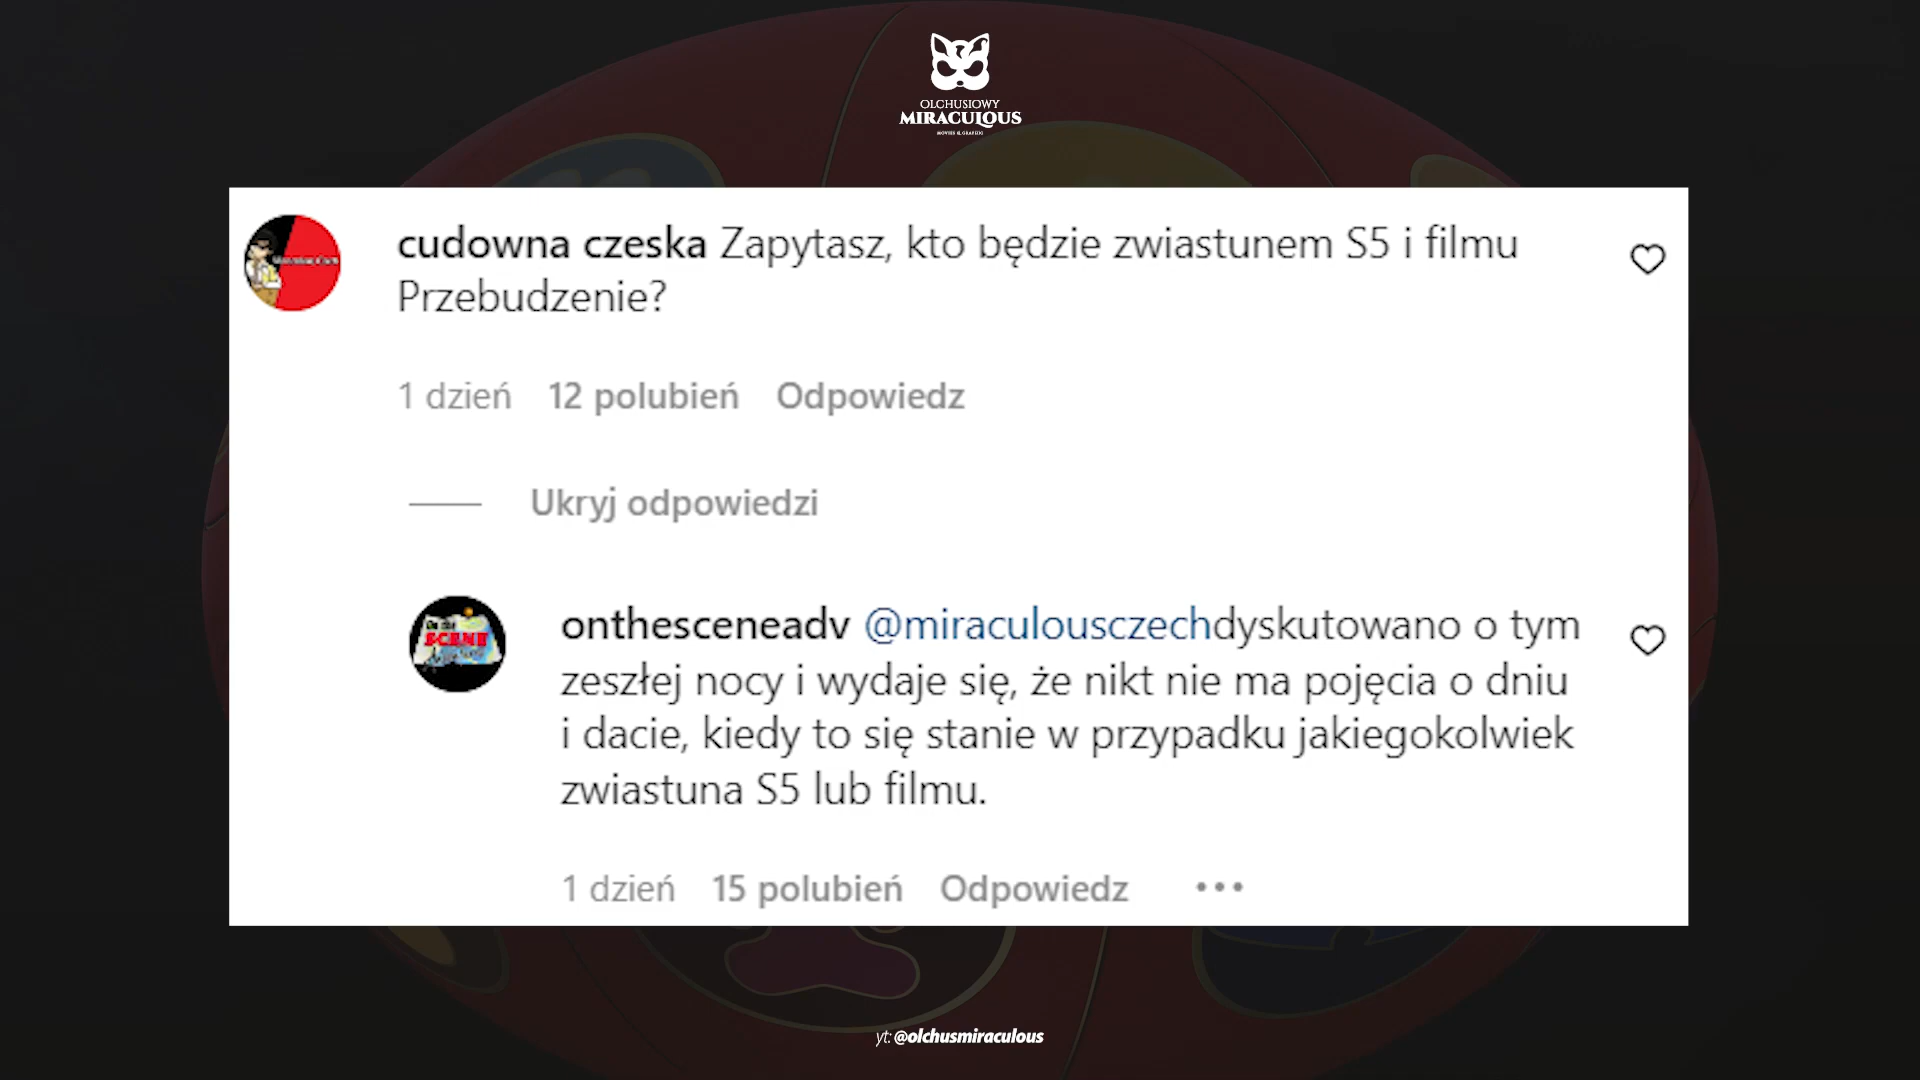 OLCHUSIOWY
MIRACULOUS
cudowna czeska Zapytasz, kto będzie zwiastunem S5 i filmu
Przebudzenie?
1 dzień 12 polubień Odpowiedz
Ukryj odpowiedzi
SCENE
onthesceneadv @miraculousczechdyskutowano o tym
zeszłej nocy i wydaje się, że nikt nie ma pojęcia o dniu
i dacie, kiedy to się stanie w przypadku jakiegokolwiek
zwiastuna S5 lub filmu.
1 dzień 15 polubień Odpowiedz
yt: @olchusmiraculous